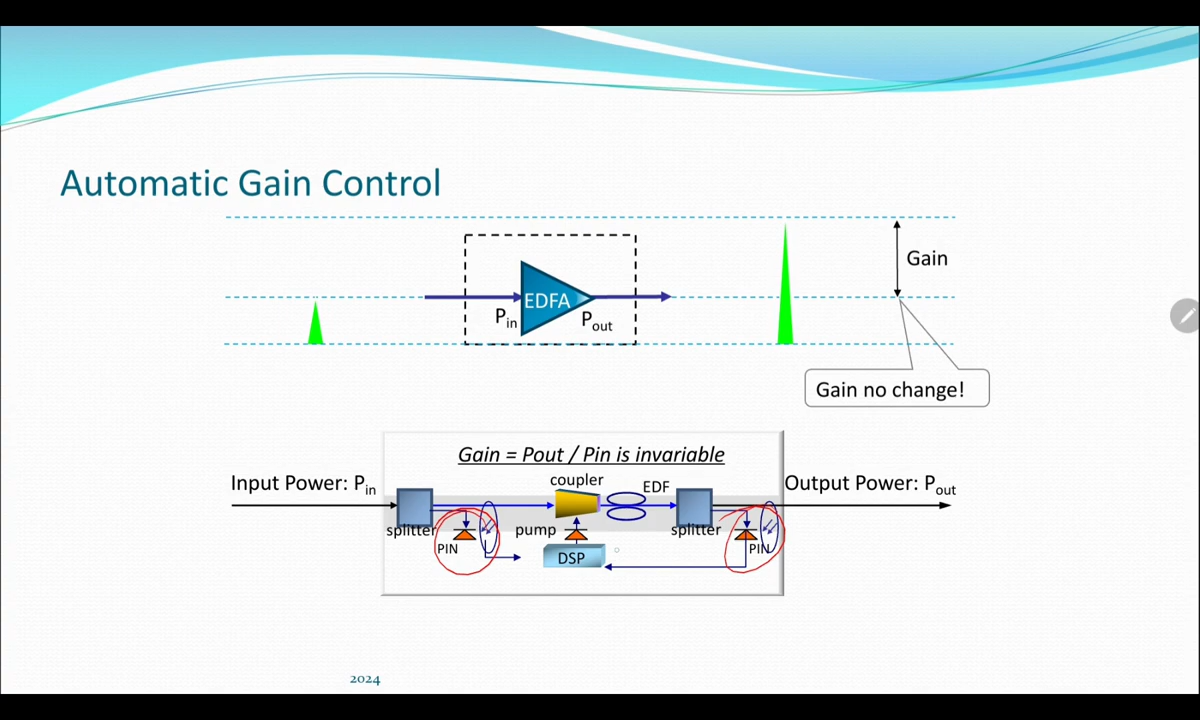 Automatic Gain Control
Gain
EDFA
Pin
Pout
Gain no change!
Gain = Pout / Pin is invariable
Input Power: Pin
coupler
EDF
Output Power: Pout
splitter
pump
splitter
PIN
PIN
DSP
2024